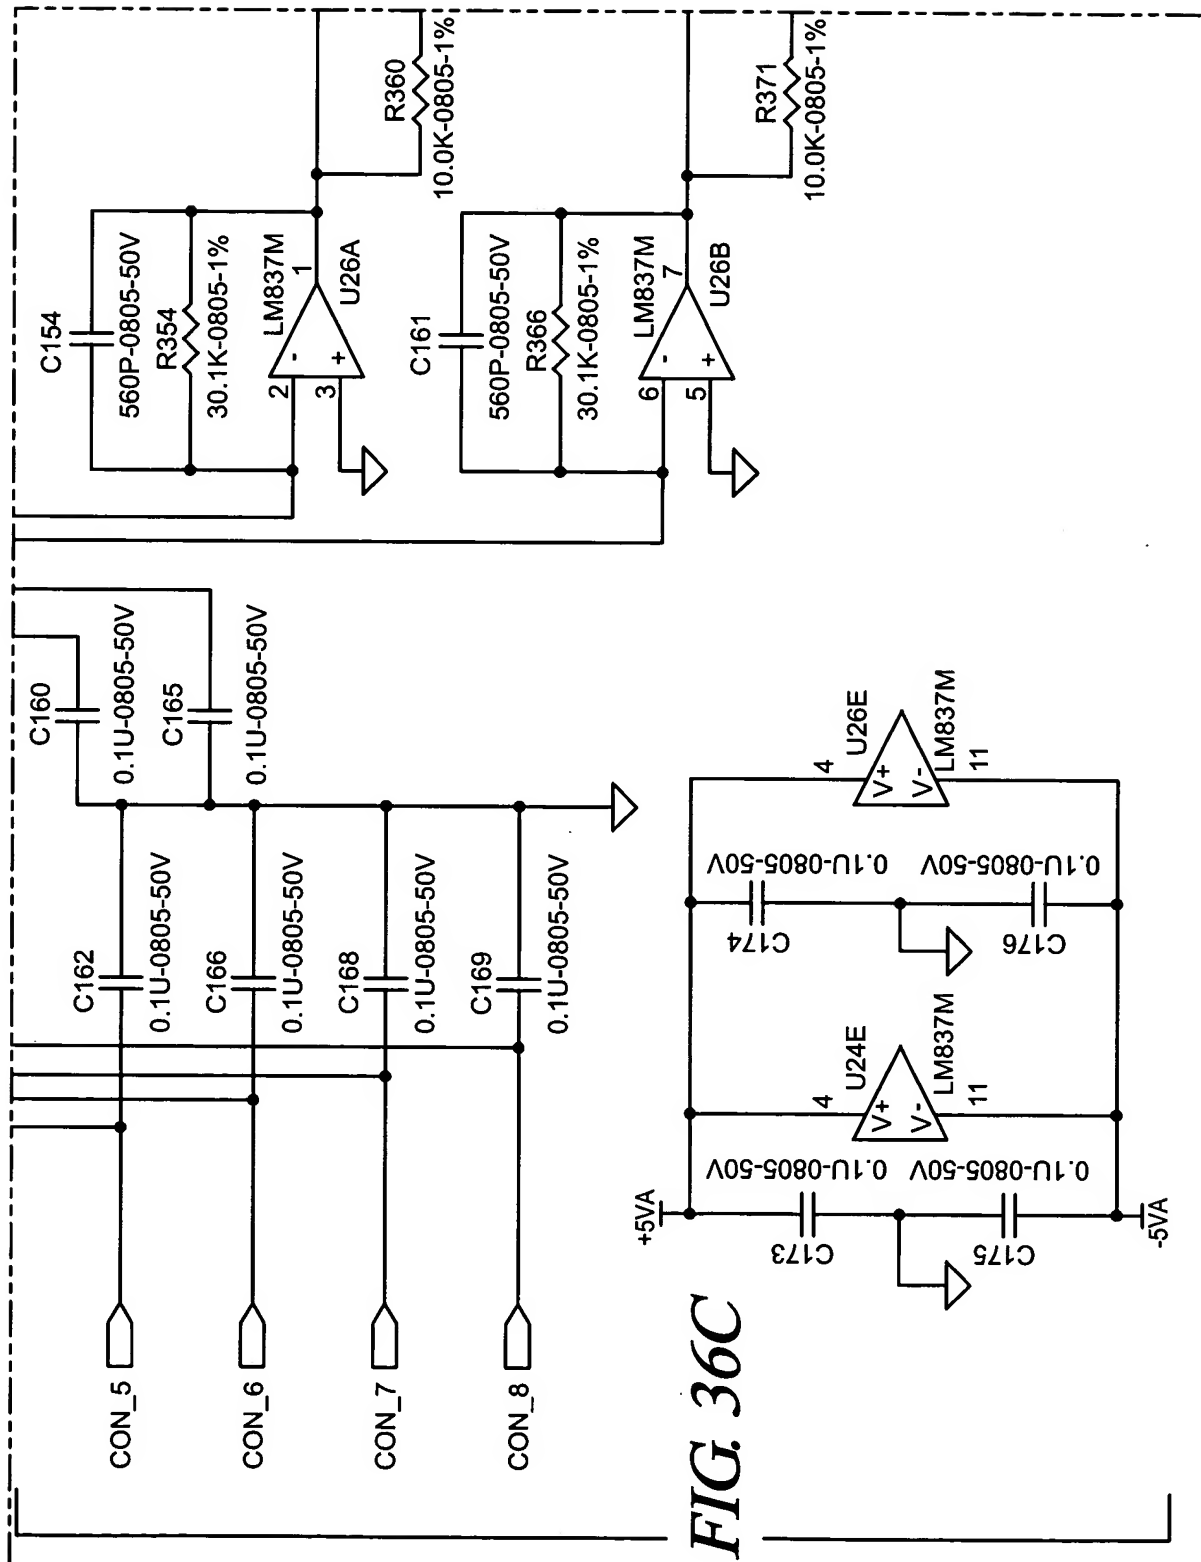 C154
560P-0805-50V
R354
30.1K-0805-1%
LM837M
2
-
1
3
+
U26A
R360
10.0K-0805-1%
C161
560P-0805-50V
R366
30.1K-0805-1%
LM837M
6
-
7
5
+
U26B
R371
10.0K-0805-1%
C160
0.1U-0805-50V
C165
0.1U-0805-50V
C162
0.1U-0805-50V
C166
0.1U-0805-50V
C168
0.1U-0805-50V
C169
0.1U-0805-50V
CON_5
CON_6
CON_7
CON_8
+5VA
C173
0.1U-0805-50V
C175
0.1U-0805-50V
-5VA
4
U24E
V+
V-
LM837M
11
C174
0.1U-0805-50V
C176
0.1U-0805-50V
4
U26E
V+
V-
LM837M
11
FIG. 36C